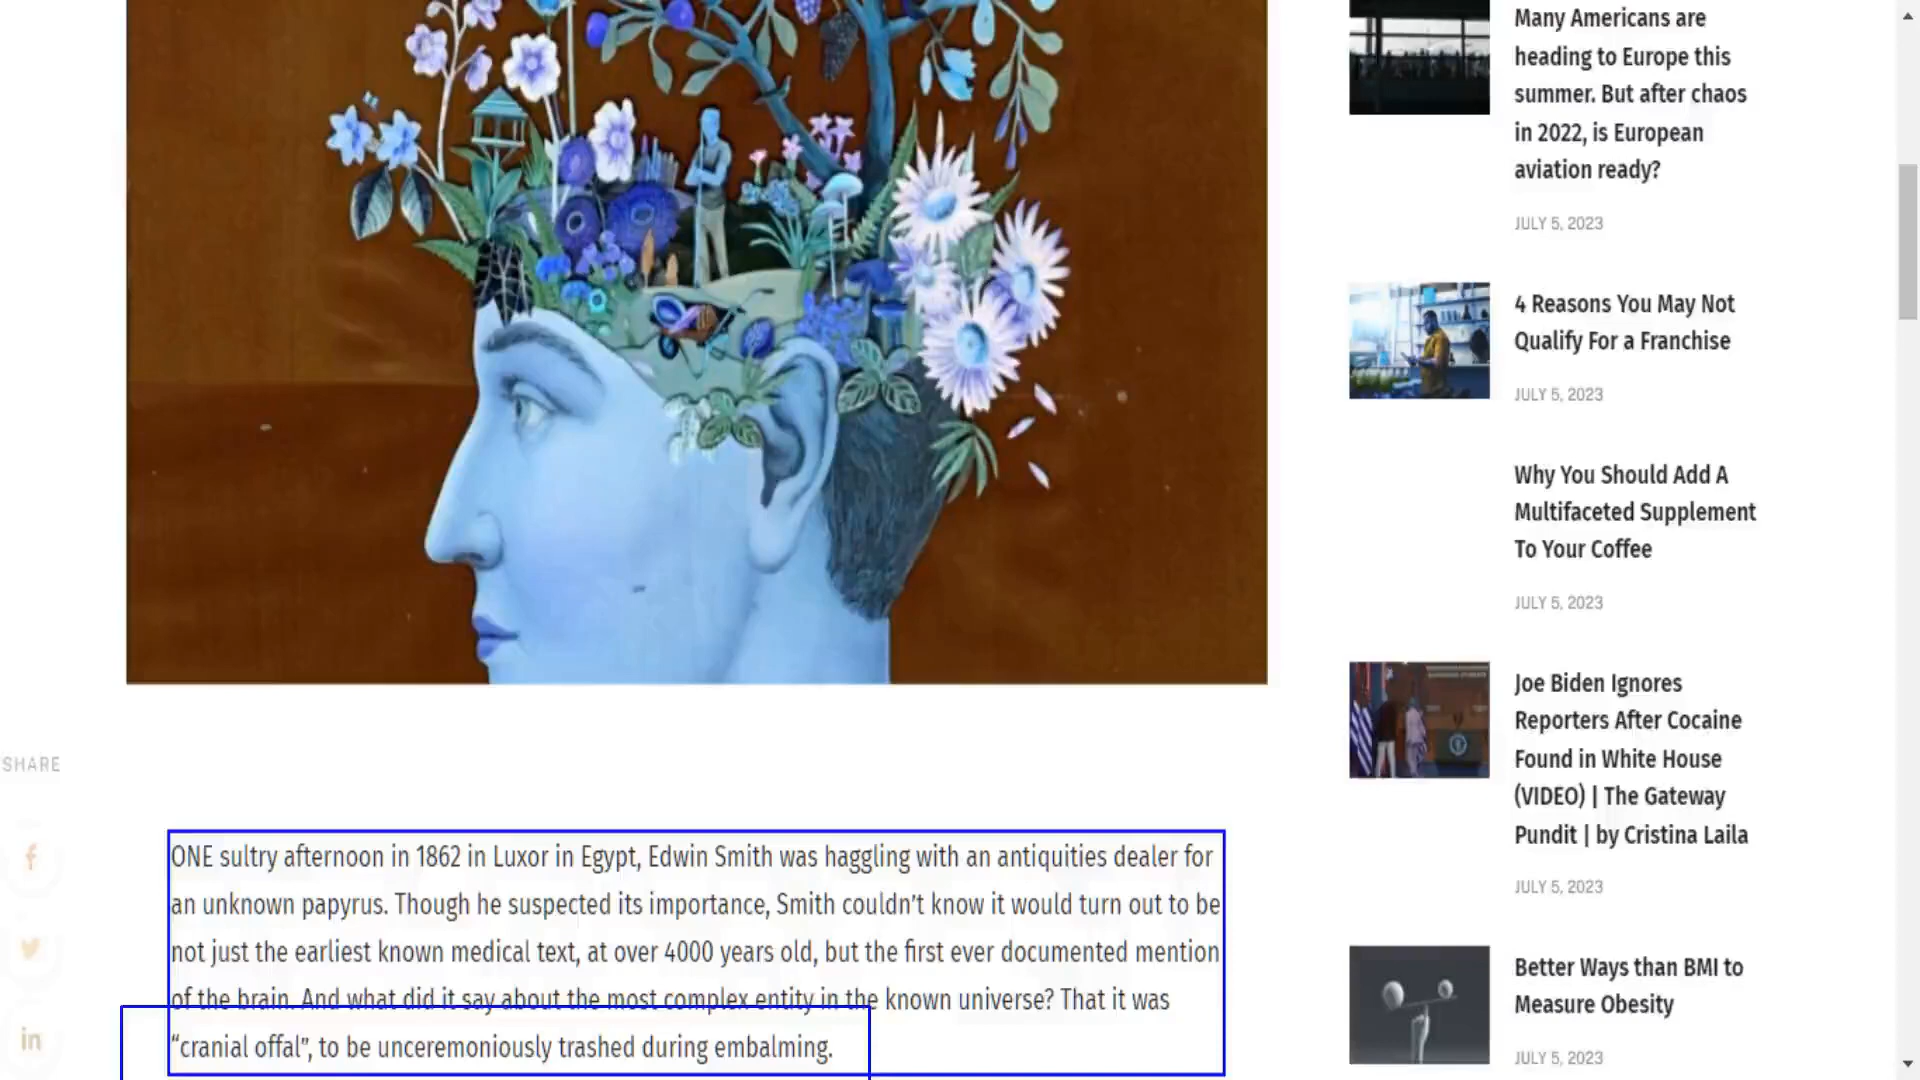 Many Americans are
heading to Europe this
summer. But after chaos
in 2022, is European
aviation ready?
JULY 5, 2023
4 Reasons You May Not
Qualify For a Franchise
JULY 5, 2023
Why You Should Add A
Multifaceted Supplement
To Your Coffee
JULY 5, 2023
Joe Biden Ignores
Reporters After Cocaine
Found in White House
(VIDEO) | The Gateway
Pundit | by Cristina Laila
JULY 5, 2023
Better Ways than BMI to
Measure Obesity
JULY 5, 2023
SHARE
ONE sultry afternoon in 1862 in Luxor in Egypt, Edwin Smith was haggling with an antiquities dealer for
an unknown papyrus. Though he suspected its importance, Smith couldn’t know it would turn out to be
not just the earliest known medical text, at over 4000 years old, but the first ever documented mention
of the brain. And what did it say about the most complex entity in the known universe? That it was
“cranial offal”, to be unceremoniously trashed during embalming.